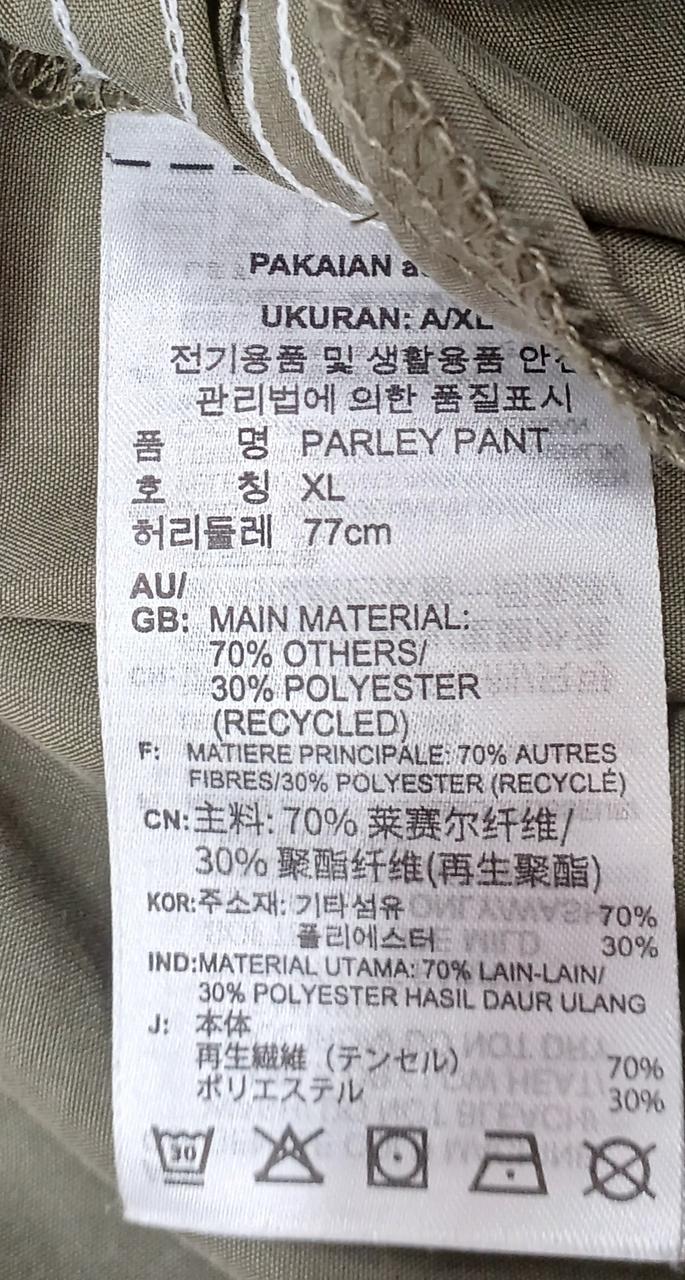 PAKAIAN
UKURAN: A/XL
전기용품 및 생활용품
관리법에 의한 품질표시
품 명 PARLEY PANT
호 칭 XL
허리둘레 77cm
AU/
GB: MAIN MATERIAL:
70% OTHERS/
30% POLYESTER
(RECYCLED)
F: MATIERE PRINCIPALE: 70% AUTRES
FIBRES/30% POLYESTER (RECYCLÉ)
CN:主料: 70% 莱赛尔纤维/
30% 聚酯纤维(再生聚酯)
KOR:주소재: 기타섬유 70%
폴리에스터 30%
IND:MATERIAL UTAMA: 70% LAIN-LAIN/
30% POLYESTER HASIL DAUR ULANG
J: 本体
再生繊維（テンセル） 70%
ポリエステル 30%
30